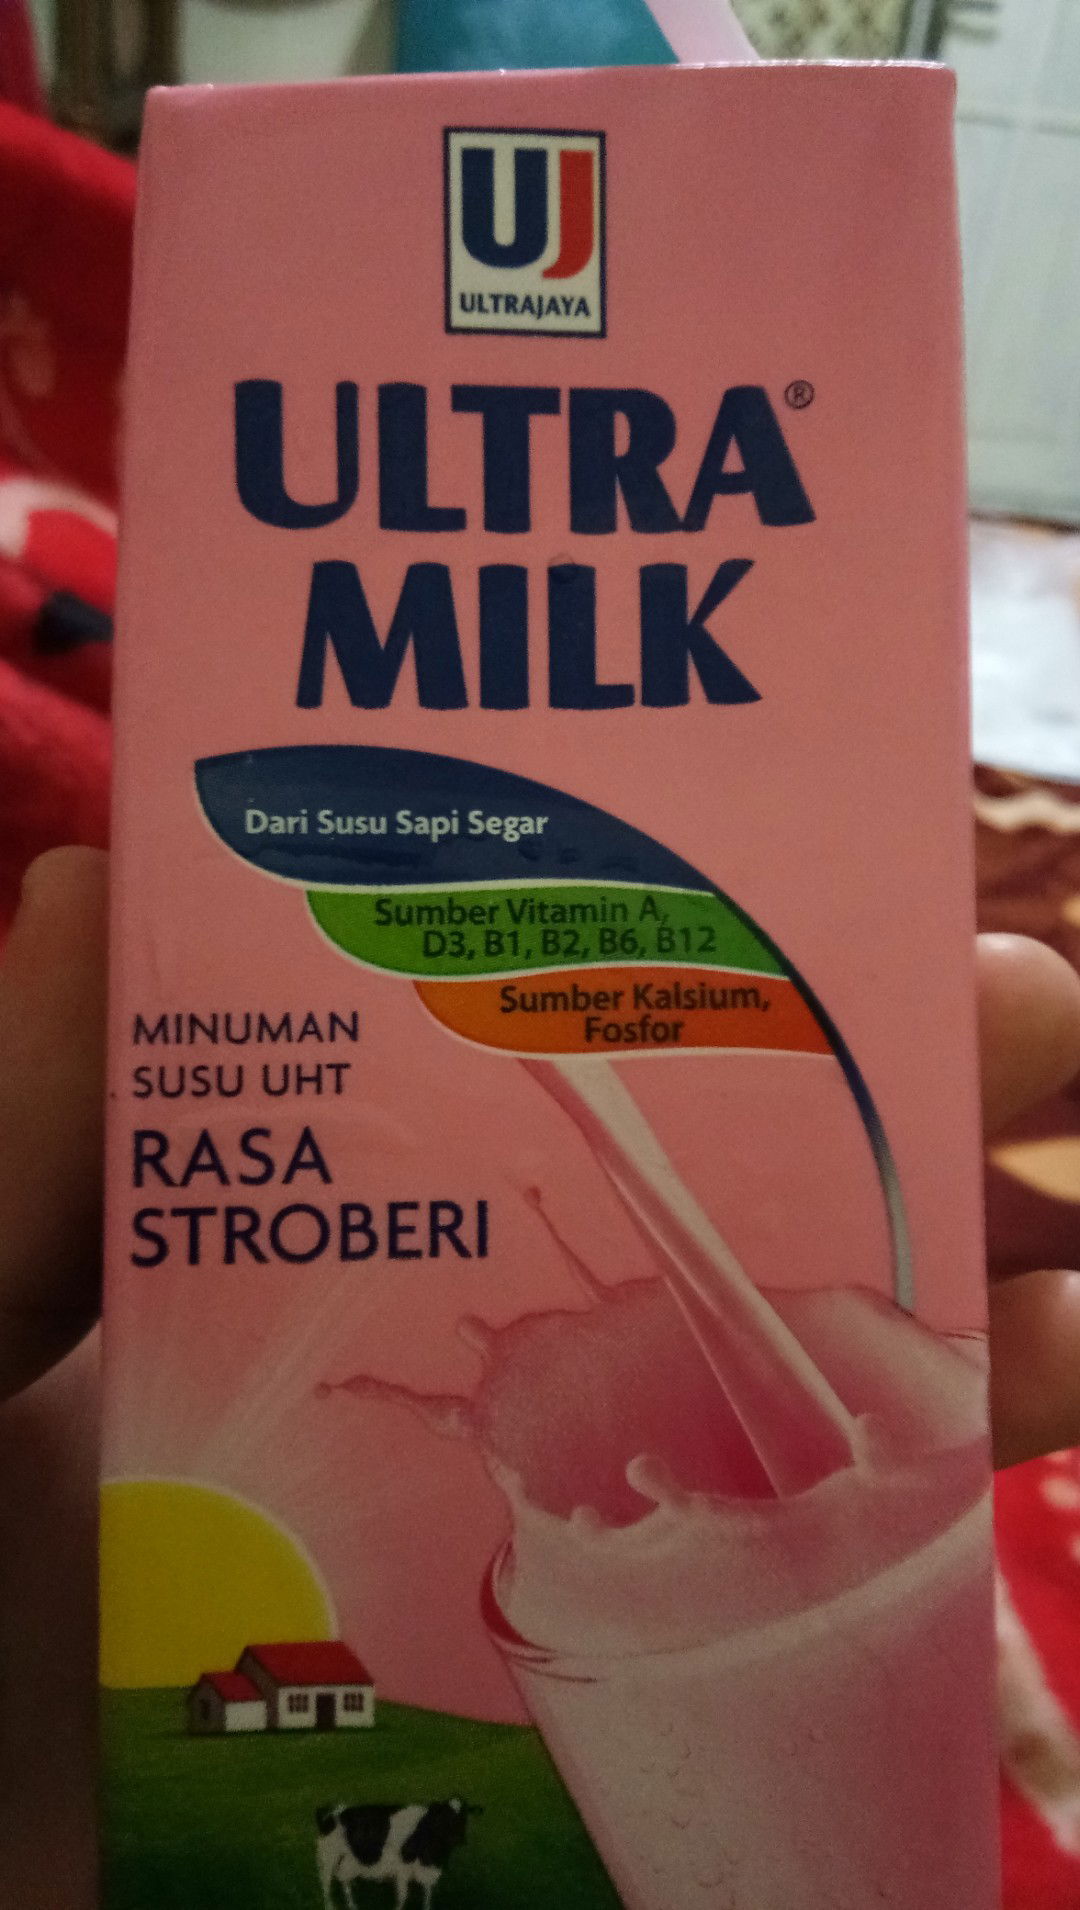 UJ
ULTRAJAYA
ULTRA®
MILK
Dari Susu Sapi Segar
Sumber Vitamin A,
D3, B1, B2, B6, B12
Sumber Kalsium,
Fosfor
MINUMAN
SUSU UHT
RASA
STROBERI